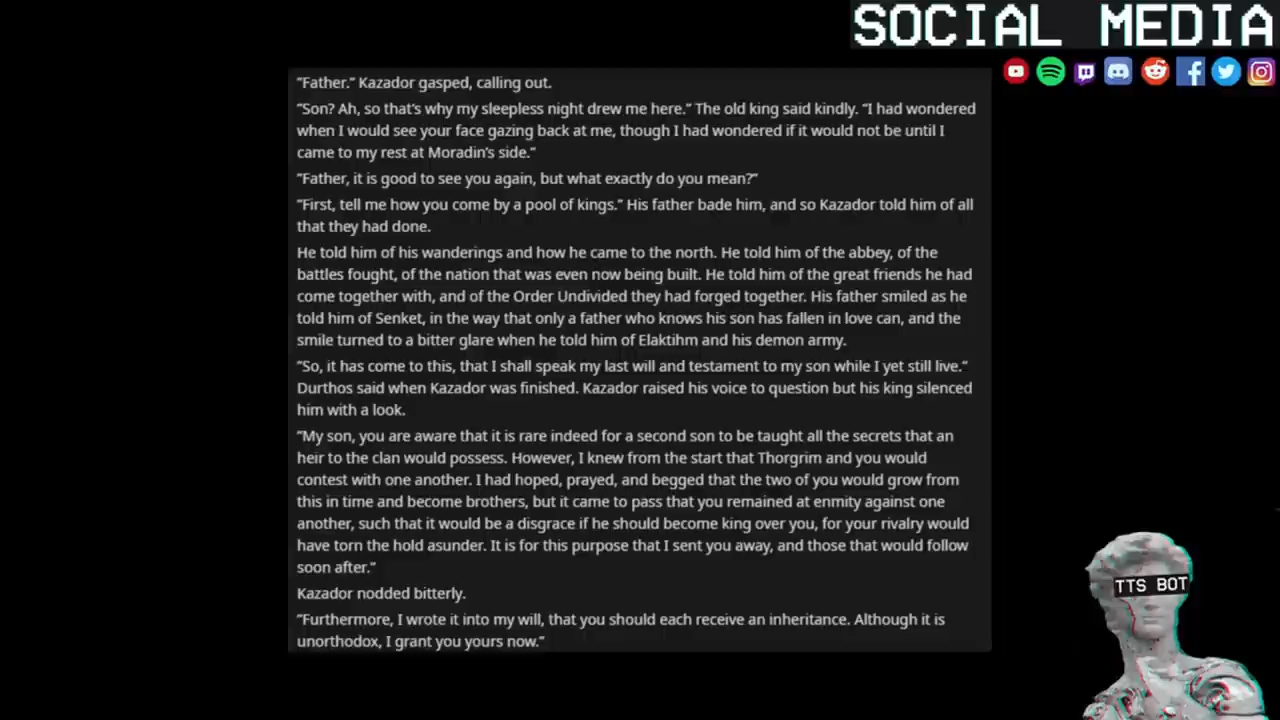 SOCIAL MEDIA
“Father.” Kazador gasped, calling out.
“Son? Ah, so that’s why my sleepless night drew me here.” The old king said kindly. “I had wondered
when I would see your face gazing back at me, though I had wondered if it would not be until I
came to my rest at Moradin’s side.”
“Father, it is good to see you again, but what exactly do you mean?”
“First, tell me how you come by a pool of kings.” His father bade him, and so Kazador told him of all
that they had done.
He told him of his wanderings and how he came to the north. He told him of the abbey, of the
battles fought, of the nation that was even now being built. He told him of the great friends he had
come together with, and of the Order Undivided they had forged together. His father smiled as he
told him of Senket, in the way that only a father who knows his son has fallen in love can, and the
smile turned to a bitter glare when he told him of Elaktihm and his demon army.
“So, it has come to this, that I shall speak my last will and testament to my son while I yet still live.”
Durthos said when Kazador was finished. Kazador raised his voice to question but his king silenced
him with a look.
“My son, you are aware that it is rare indeed for a second son to be taught all the secrets that an
heir to the clan would possess. However, I knew from the start that Thorgrim and you would
contest with one another. I had hoped, prayed, and begged that the two of you would grow from
this in time and become brothers, but it came to pass that you remained at enmity against one
another, such that it would be a disgrace if he should become king over you, for your rivalry would
have torn the hold asunder. It is for this purpose that I sent you away, and those that would follow
soon after.”
Kazador nodded bitterly.
“Furthermore, I wrote it into my will, that you should each receive an inheritance. Although it is
unorthodox, I grant you yours now.”
TTS BOT